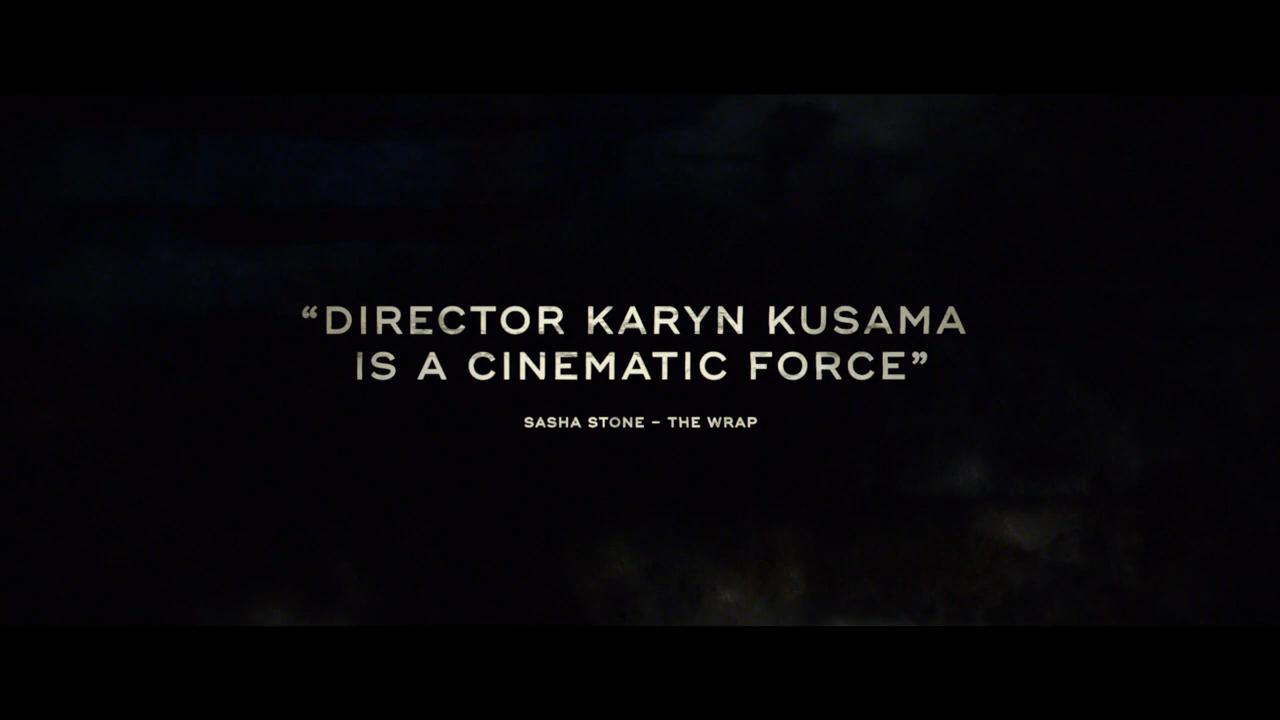 “DIRECTOR KARYN KUSAMA
IS A CINEMATIC FORCE”
SASHA STONE – THE WRAP